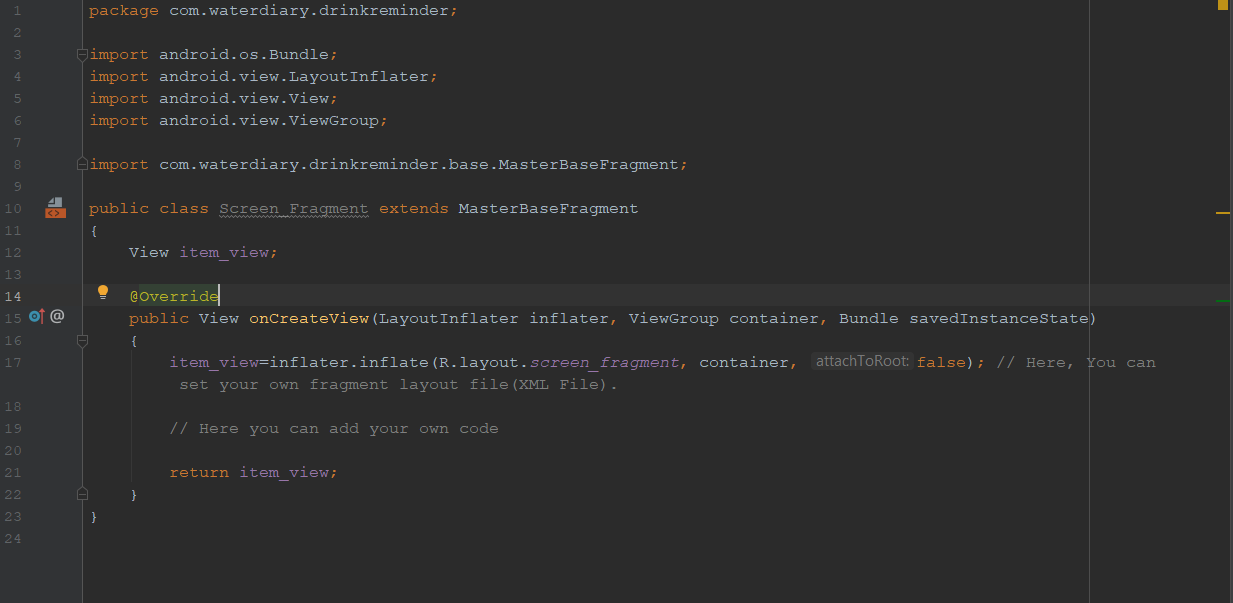 1 package com.waterdiary.drinkreminder;
2
3 import android.os.Bundle;
4 import android.view.LayoutInflater;
5 import android.view.View;
6 import android.view.ViewGroup;
7
8 import com.waterdiary.drinkreminder.base.MasterBaseFragment;
9
10 public class Screen_Fragment extends MasterBaseFragment
11 {
12 View item_view;
13
14 @Override
15 @ public View onCreateView(LayoutInflater inflater, ViewGroup container, Bundle savedInstanceState)
16 {
17 item_view=inflater.inflate(R.layout.screen_fragment, container, attachToRoot: false); // Here, You can
set your own fragment layout file(XML File).
18
19 // Here you can add your own code
20
21 return item_view;
22 }
23 }
24